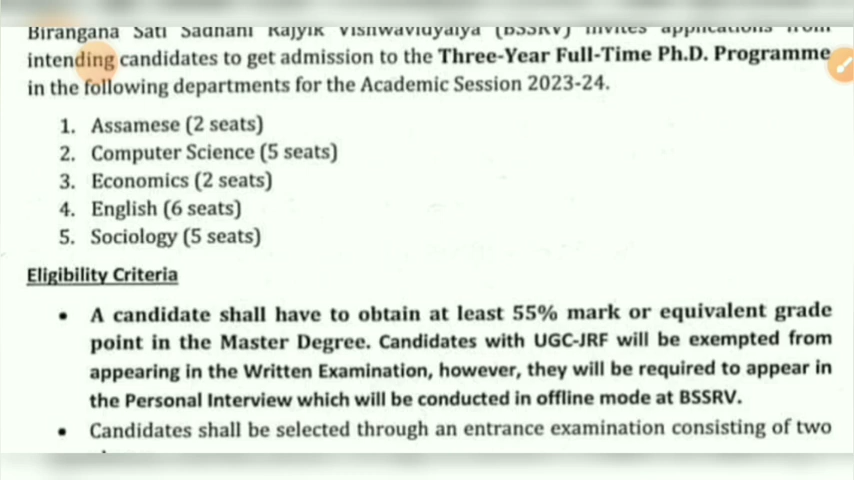 Birangana Sati Sadhani Rajyik Vishwavidyalya (BSSRV) invites applications from
intending candidates to get admission to the Three-Year Full-Time Ph.D. Programme
in the following departments for the Academic Session 2023-24.
1. Assamese (2 seats)
2. Computer Science (5 seats)
3. Economics (2 seats)
4. English (6 seats)
5. Sociology (5 seats)
Eligibility Criteria
• A candidate shall have to obtain at least 55% mark or equivalent grade
point in the Master Degree. Candidates with UGC-JRF will be exempted from
appearing in the Written Examination, however, they will be required to appear in
the Personal Interview which will be conducted in offline mode at BSSRV.
• Candidates shall be selected through an entrance examination consisting of two